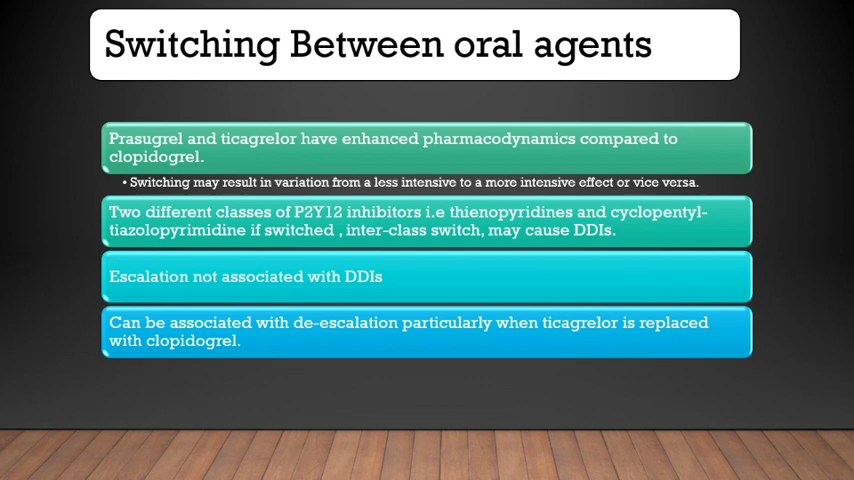 Switching Between oral agents
Prasugrel and ticagrelor have enhanced pharmacodynamics compared to
clopidogrel.
• Switching may result in variation from a less intensive to a more intensive effect or vice versa.
Two different classes of P2Y12 inhibitors i.e thienopyridines and cyclopentyl-
tiazolopyrimidine if switched , inter-class switch, may cause DDIs.
Escalation not associated with DDIs
Can be associated with de-escalation particularly when ticagrelor is replaced
with clopidogrel.